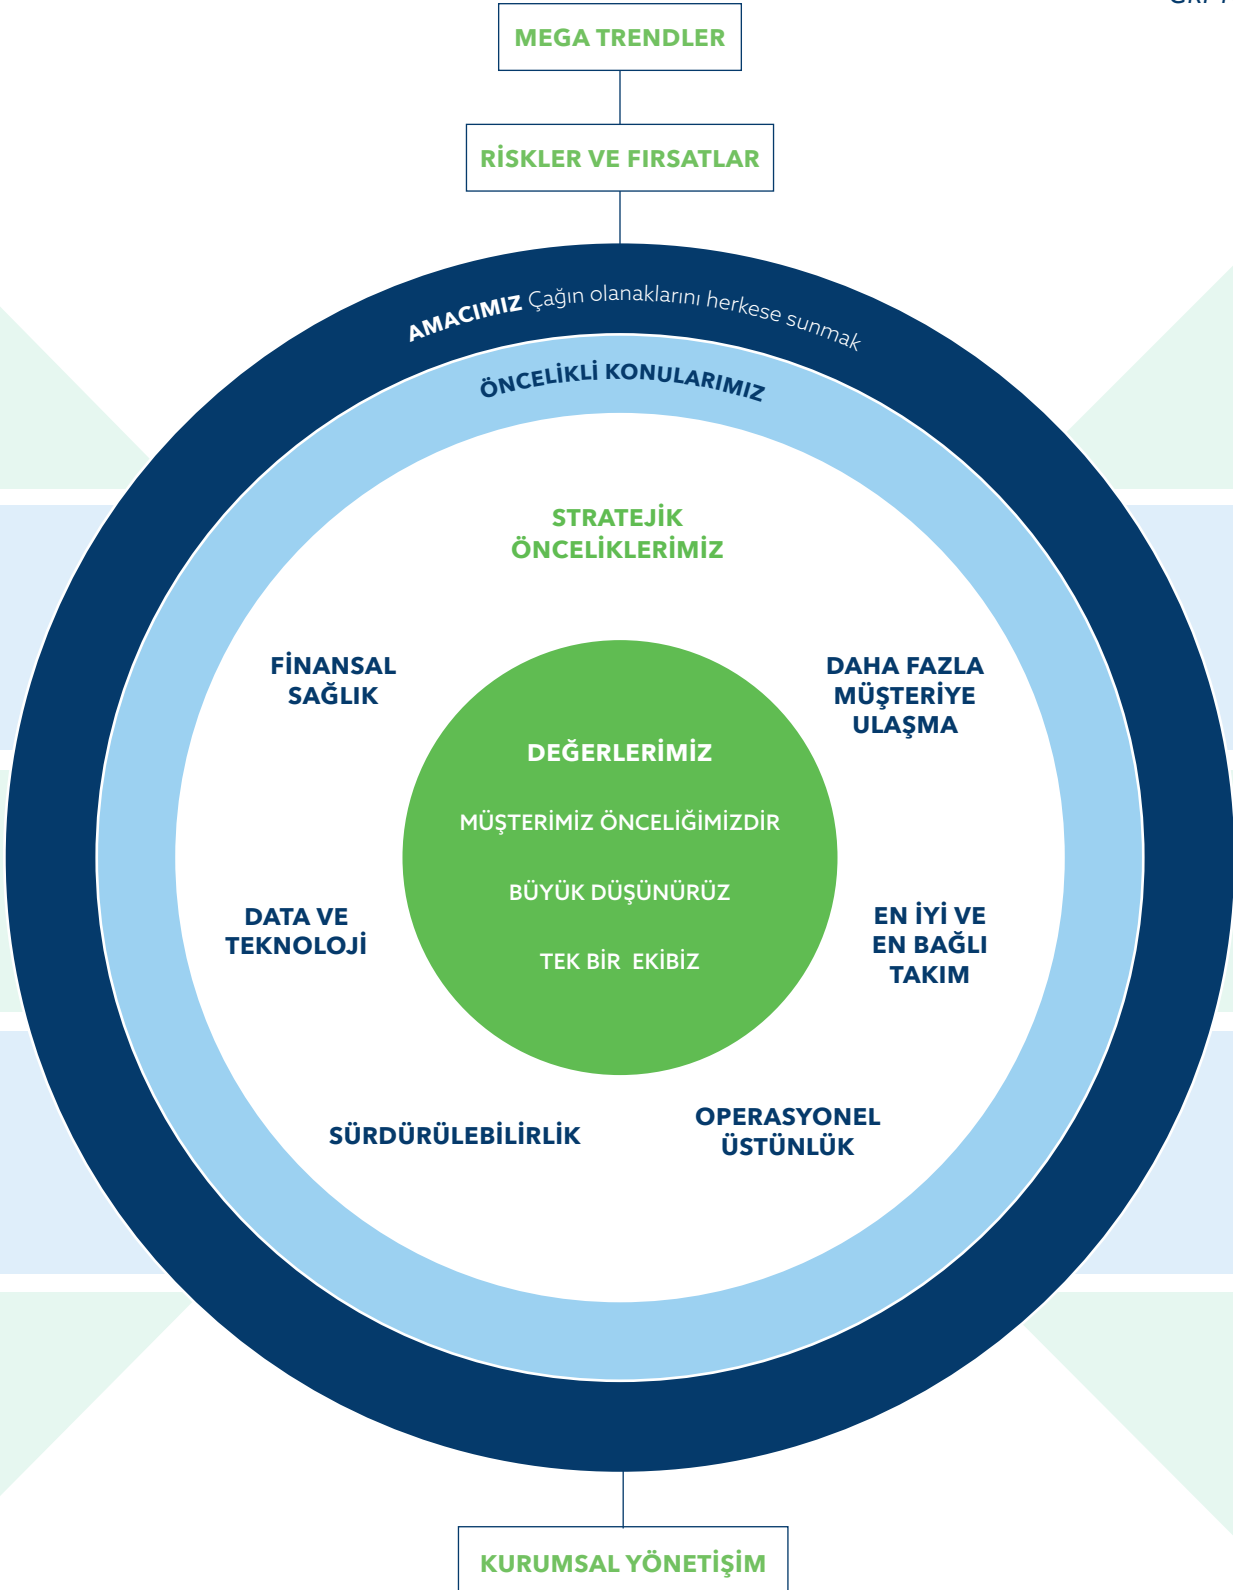 MEGA TRENDLER
RİSKLER VE FIRSATLAR
AMACIMIZ Çağın olanaklarını herkese sunmak
ÖNCELİKLİ KONULARIMIZ
STRATEJİK
ÖNCELİKLERİMİZ
FİNANSAL
SAĞLIK
DAHA FAZLA
MÜŞTERİYE
ULAŞMA
DEĞERLERİMİZ
MÜŞTERİMİZ ÖNCELİĞİMİZDİR
BÜYÜK DÜŞÜNÜRÜZ
TEK BİR EKİBİZ
DATA VE
TEKNOLOJİ
EN İYİ VE
EN BAĞLI
TAKIM
SÜRDÜRÜLEBİLİRLİK
OPERASYONEL
ÜSTÜNLÜK
KURUMSAL YÖNETİŞİM